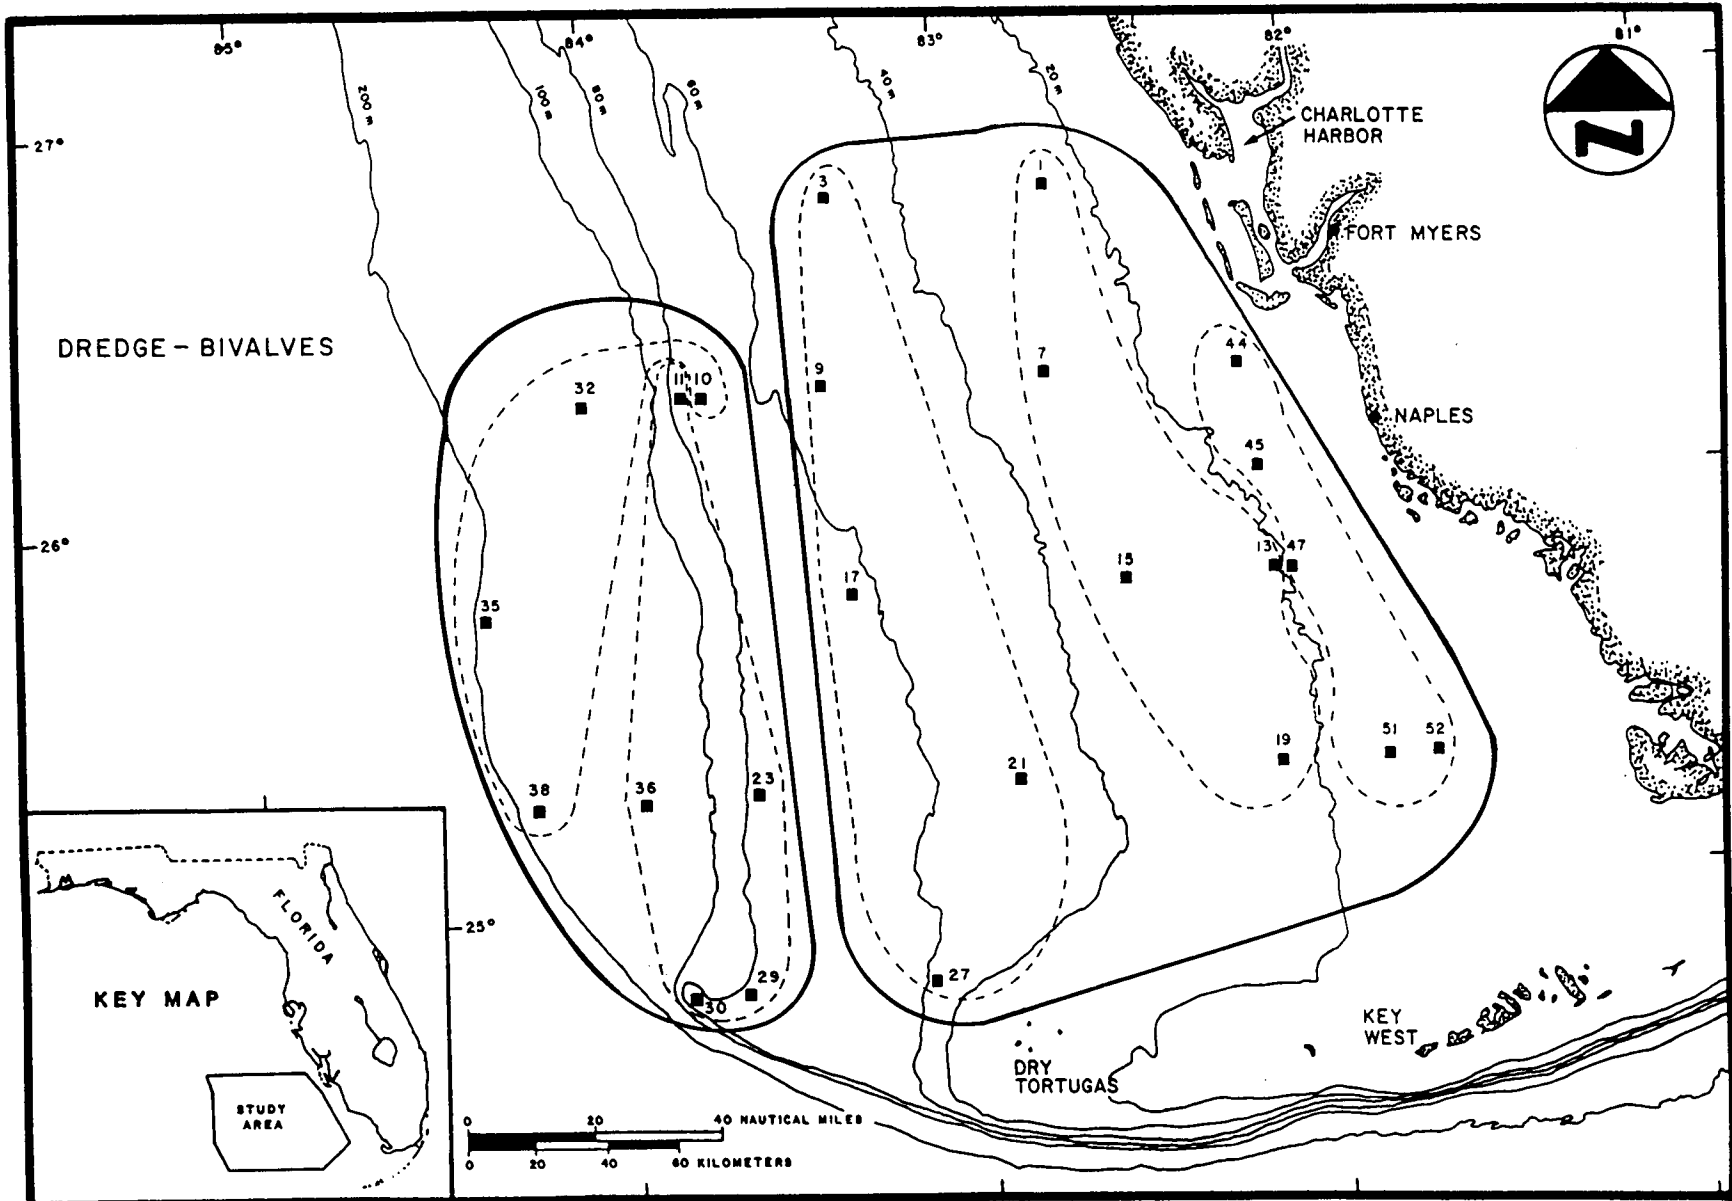 85°
84°
83°
82°
81°
200 m
100 m
80 m
60 m
40 m
20 m
CHARLOTTE
HARBOR
N
27°
3
1
FORT MYERS
DREDGE - BIVALVES
44
9
7
32
11
10
NAPLES
45
26°
13
47
17
15
35
19
51
52
21
38
36
23
25°
FLORIDA
KEY MAP
27
29
30
KEY
WEST
DRY
TORTUGAS
STUDY
AREA
0 20 40 NAUTICAL MILES
0 20 40 60 KILOMETERS